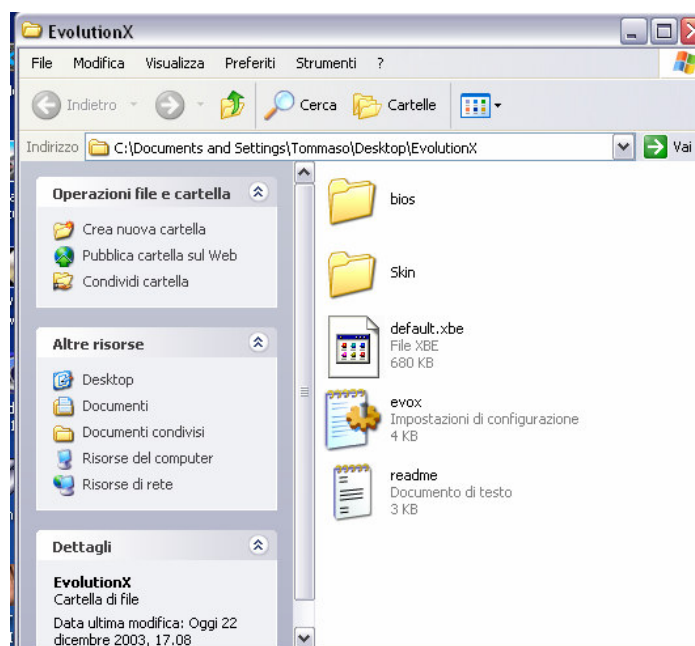 EvolutionX
File Modifica Visualizza Preferiti Strumenti ?
Indietro Cerca Cartelle
Indirizzo C:\Documents and Settings\Tommaso\Desktop\EvolutionX Vai
Operazioni file e cartella
Crea nuova cartella
Pubblica cartella sul Web
Condividi cartella
Altre risorse
Desktop
Documenti
Documenti condivisi
Risorse del computer
Risorse di rete
Dettagli
EvolutionX
Cartella di file
Data ultima modifica: Oggi 22
dicembre 2003, 17.08
bios
Skin
default.xbe
File XBE
680 KB
evox
Impostazioni di configurazione
4 KB
readme
Documento di testo
3 KB